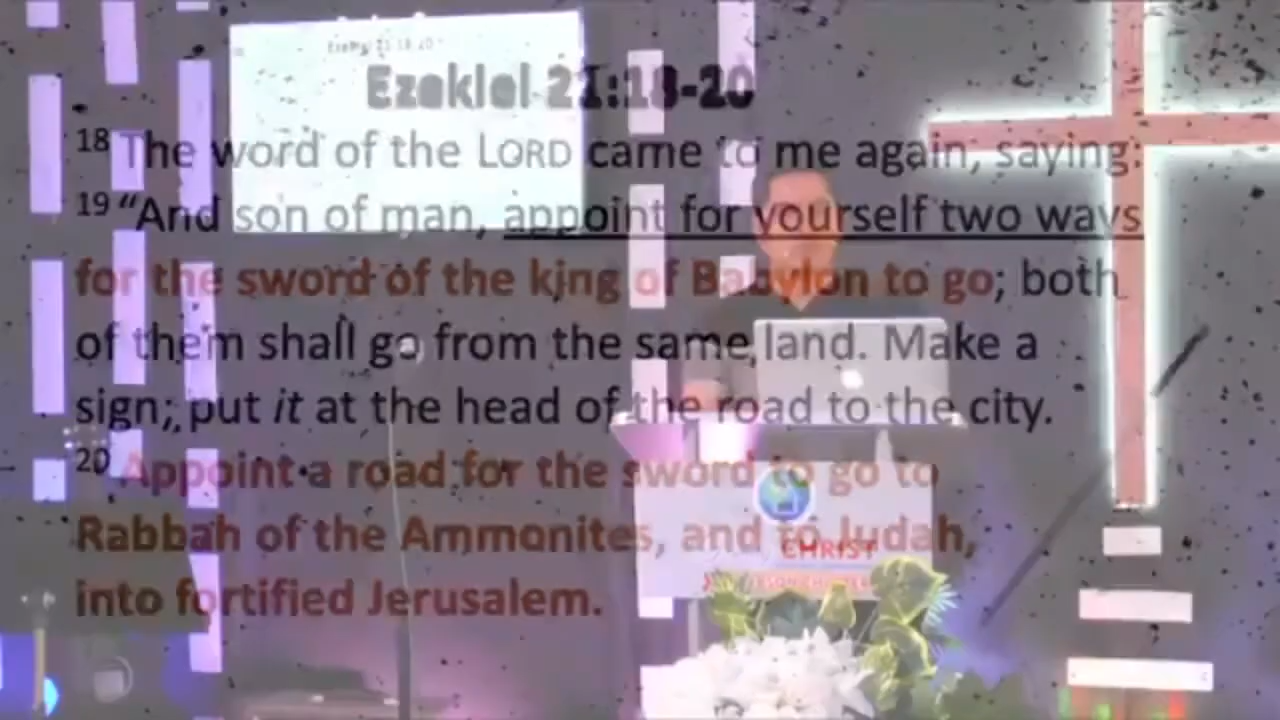 Ezekiel 21:18-20
Ezekiel 21:18-20
18 The word of the LORD came to me again, saying:
19 “And son of man, appoint for yourself two ways
for the sword of the king of Babylon to go; both
of them shall go from the same land. Make a
sign; put it at the head of the road to the city.
20 Appoint a road for the sword to go to
Rabbah of the Ammonites, and to Judah,
into fortified Jerusalem.
CHRIST